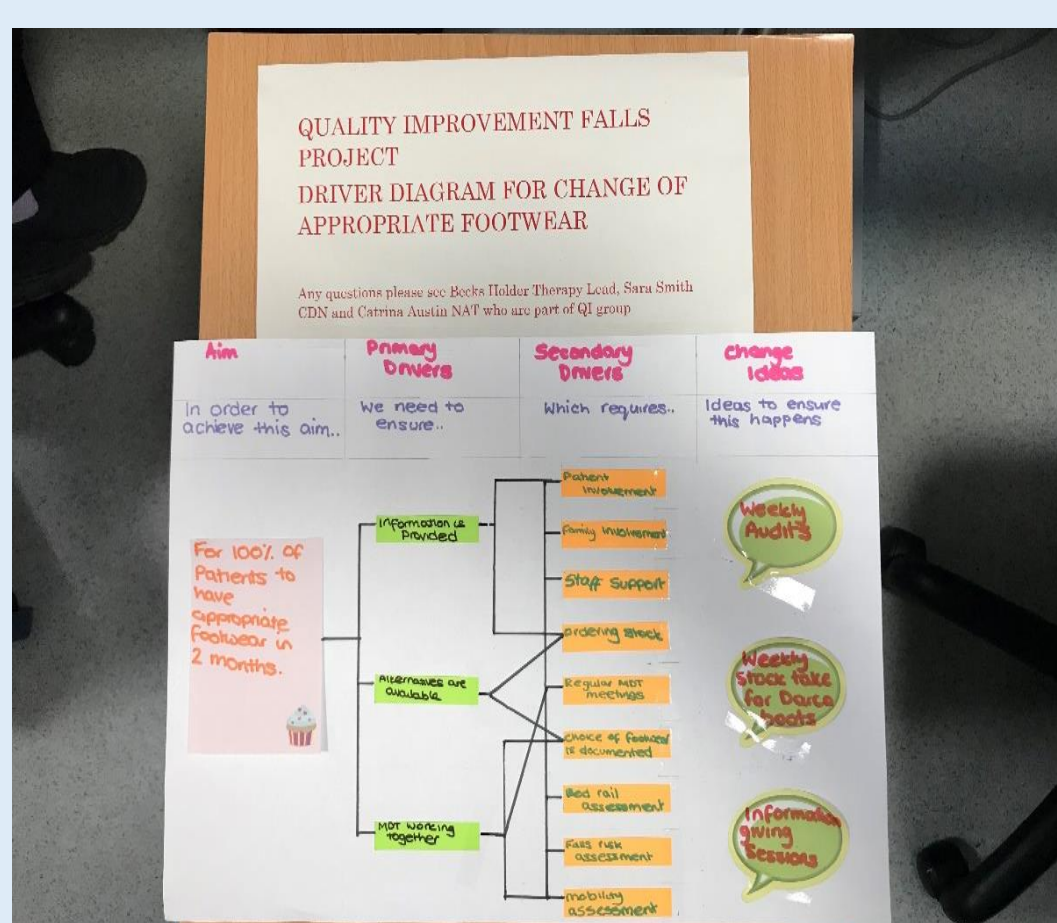 QUALITY IMPROVEMENT FALLS
PROJECT
DRIVER DIAGRAM FOR CHANGE OF
APPROPRIATE FOOTWEAR
Any questions please see Becks Holder Therapy Lead, Sara Smith
CDN and Catrina Austin NAT who are part of QI group
Aim
Primary
Drivers
Secondary
Drivers
Change
Ideas
In order to
achieve this aim..
We need to
ensure..
Which requires..
Ideas to ensure
this happens
For 100% of
Patients to
have
appropriate
footwear in
2 months.
Information is
Provided
Alternatives are
available
MDT working
together
Patient
Involvement
Family Involvement
Staff Support
ordering stock
Regular MDT
meetings
choice of footwear
is documented
Bed rail
assessment
Falls risk
assessment
mobility
assessment
Weekly
Audits
Weekly
Stock take
for Darco
boots
Information
giving
Sessions